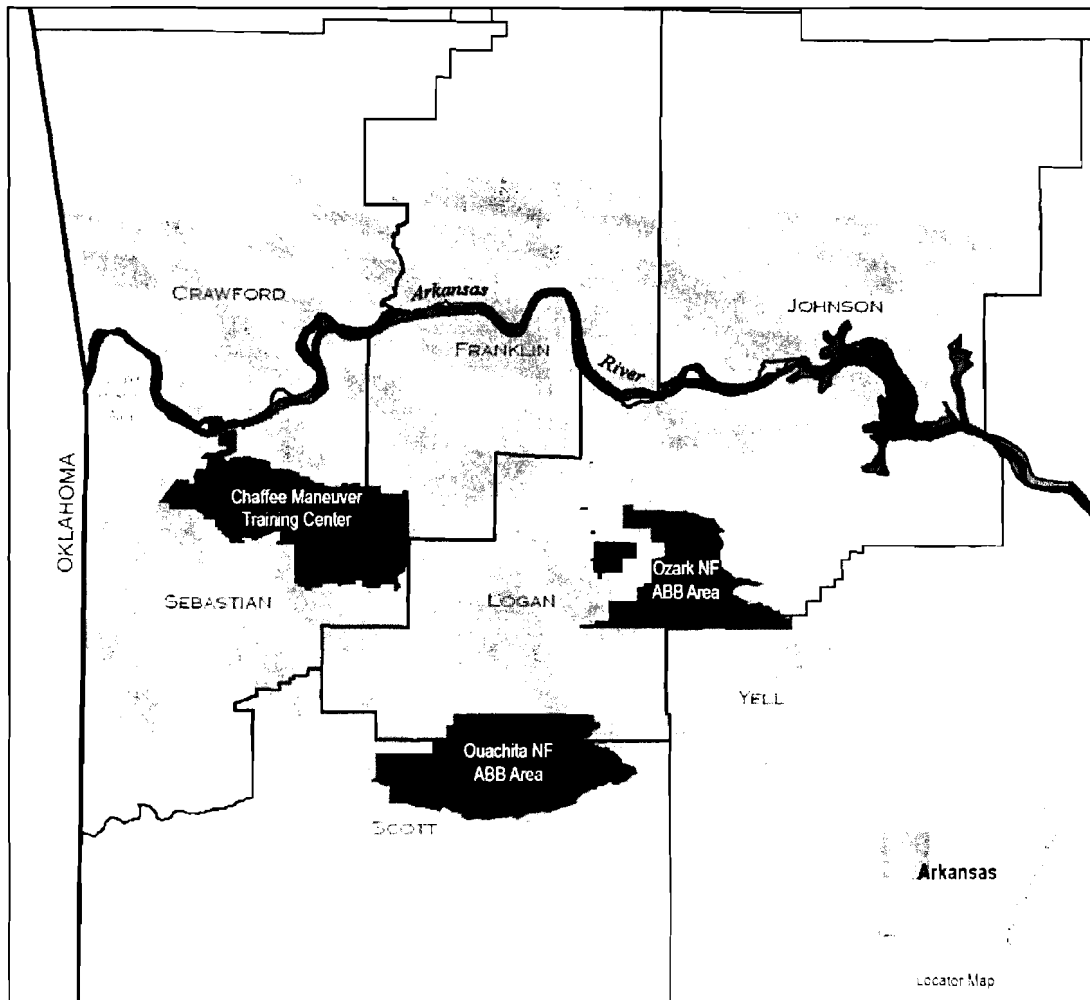 CRAWFORD
Arkansas
JOHNSON
FRANKLIN
River
OKLAHOMA
Chaffee Maneuver
Training Center
Ozark NF
ABB Area
SEBASTIAN
LOGAN
YELL
Ouachita NF
ABB Area
SCOTT
Arkansas
Locator Map